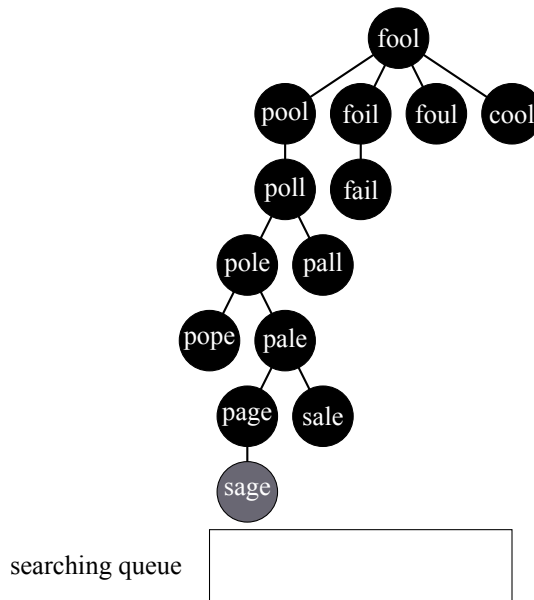 fool
pool foil foul cool
poll fail
pole pall
pope pale
page sale
sage
searching queue